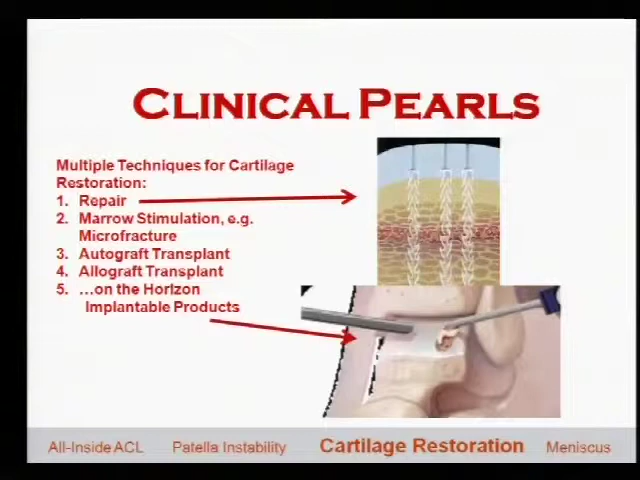 CLINICAL PEARLS
Multiple Techniques for Cartilage
Restoration:
1. Repair
2. Marrow Stimulation, e.g.
Microfracture
3. Autograft Transplant
4. Allograft Transplant
5. ...on the Horizon
Implantable Products
All-Inside ACL Patella Instability Cartilage Restoration Meniscus